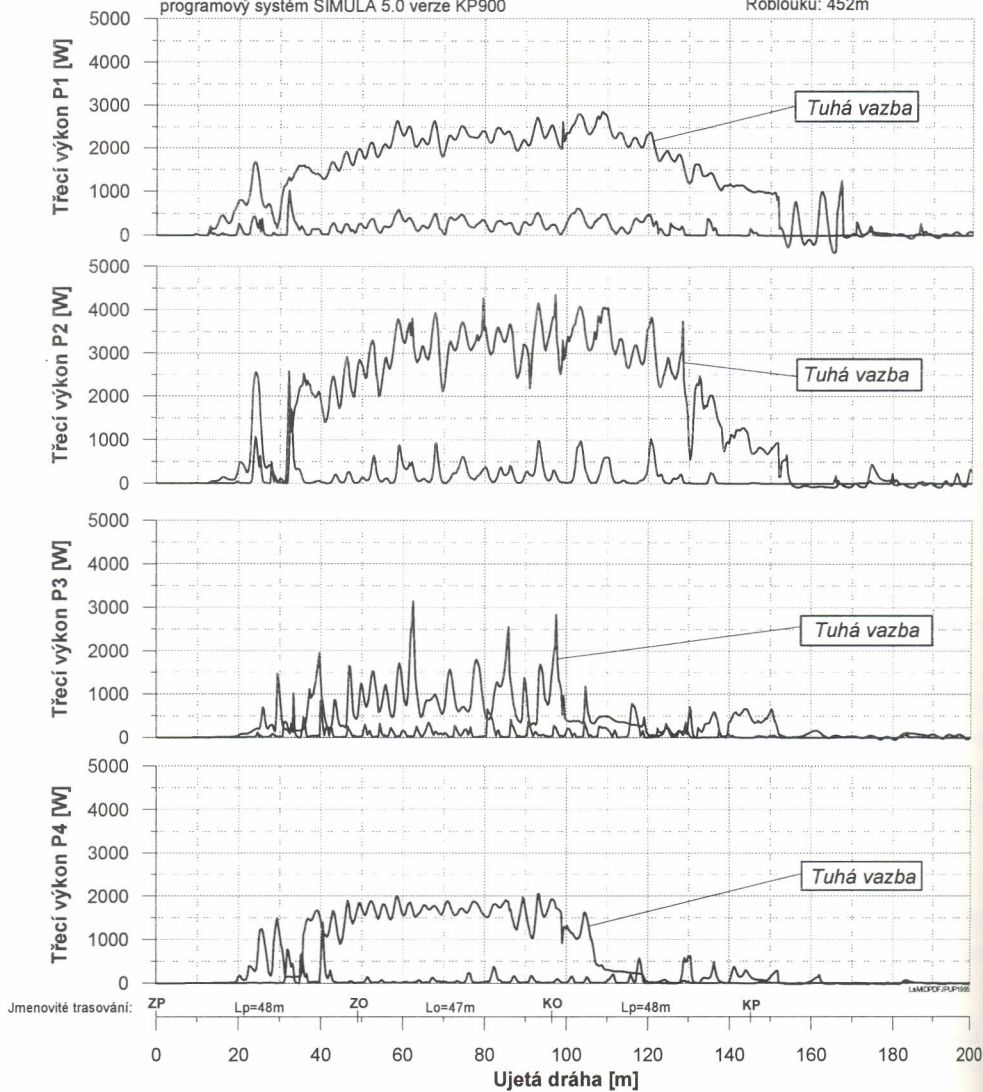 programový systém SIMULA 5.0 verze KP900
Roblouku: 452m
Třecí výkon P1 [W]
5000
4000
3000
2000
1000
0
Tuhá vazba
Třecí výkon P2 [W]
5000
4000
3000
2000
1000
0
Tuhá vazba
Třecí výkon P3 [W]
5000
4000
3000
2000
1000
0
Tuhá vazba
Třecí výkon P4 [W]
5000
4000
3000
2000
1000
0
Tuhá vazba
Jmenovité trasování: ZP Lp=48m ZO Lo=47m KO Lp=48m KP
0 20 40 60 80 100 120 140 160 180 200
Ujetá dráha [m]